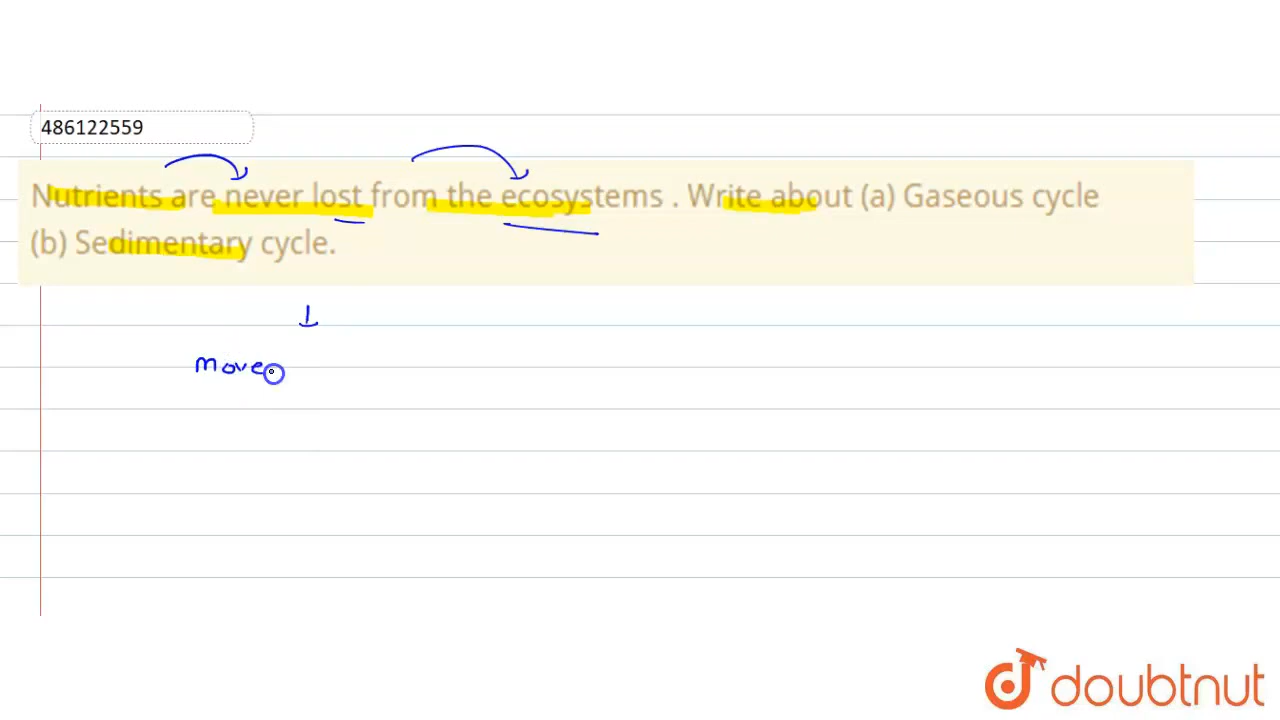 486122559
Nutrients are never lost from the ecosystems . Write about (a) Gaseous cycle
(b) Sedimentary cycle.
move
doubtnut